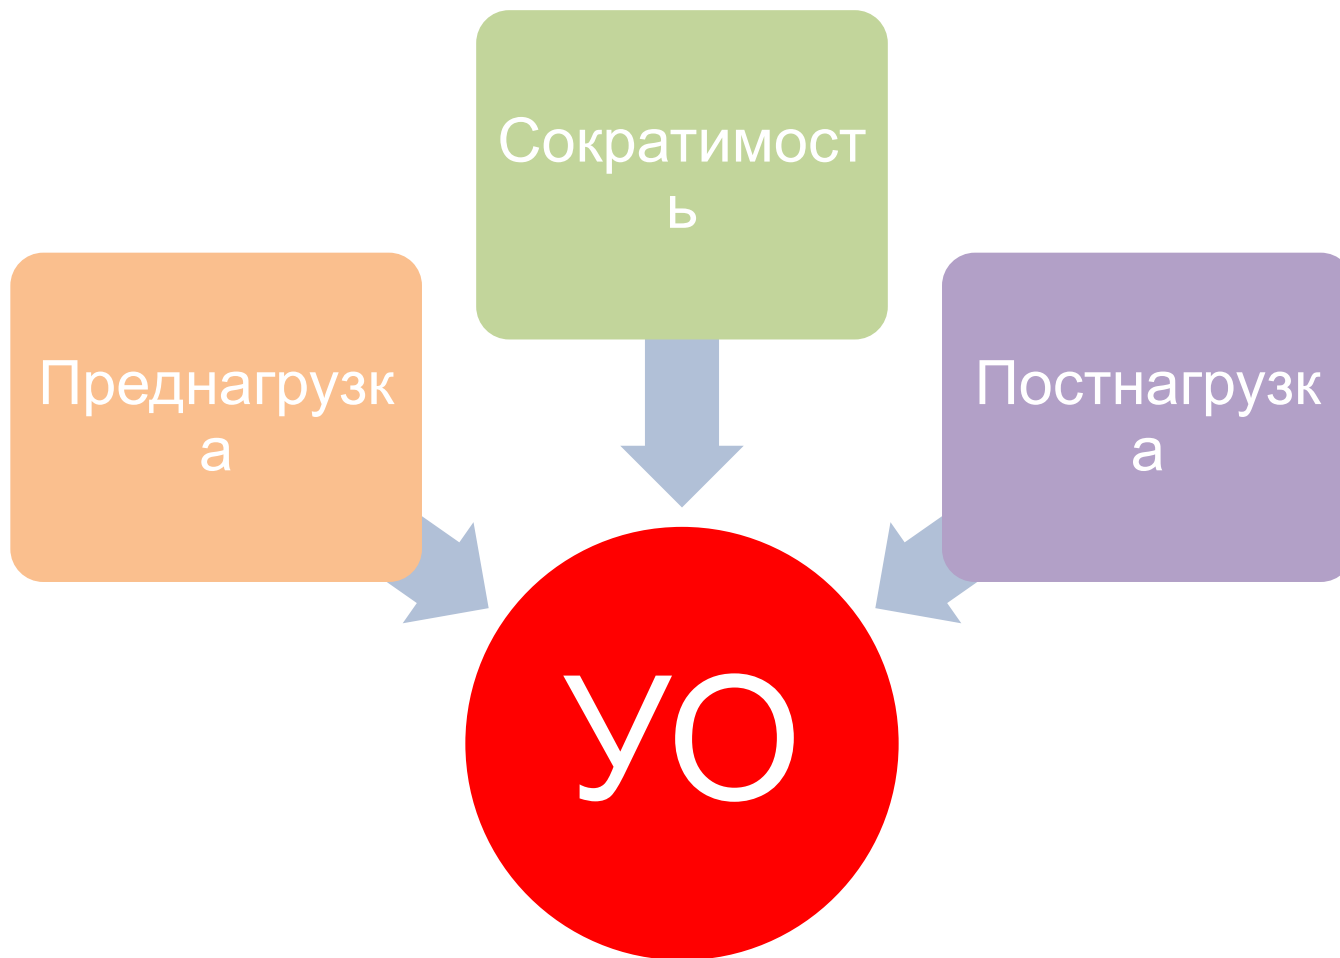 Сократимост
ь
Преднагрузк
а
Постнагрузк
а
УО